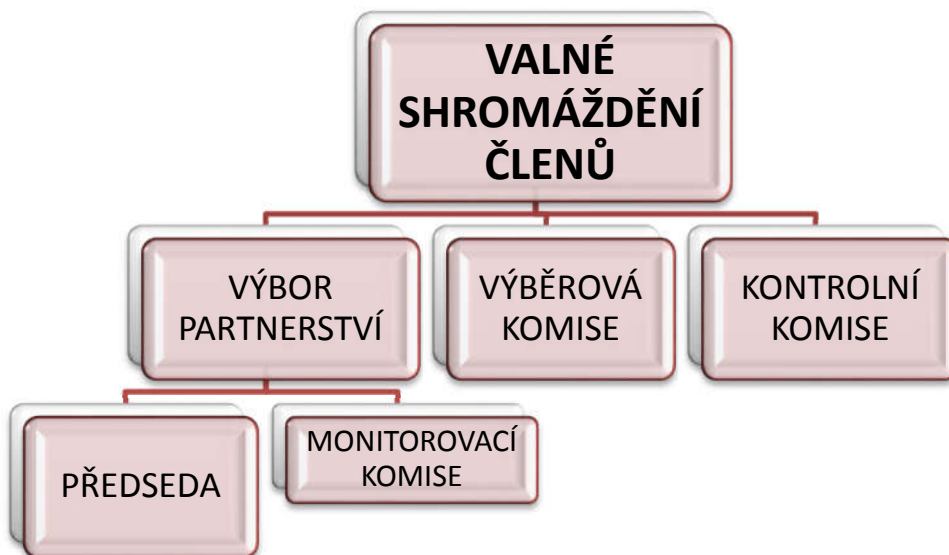 VALNÉ
SHROMÁŽDĚNÍ
ČLENŮ
VÝBOR
PARTNERSTVÍ
VÝBĚROVÁ
KOMISE
KONTROLNÍ
KOMISE
PŘEDSEDA
MONITOROVACÍ
KOMISE